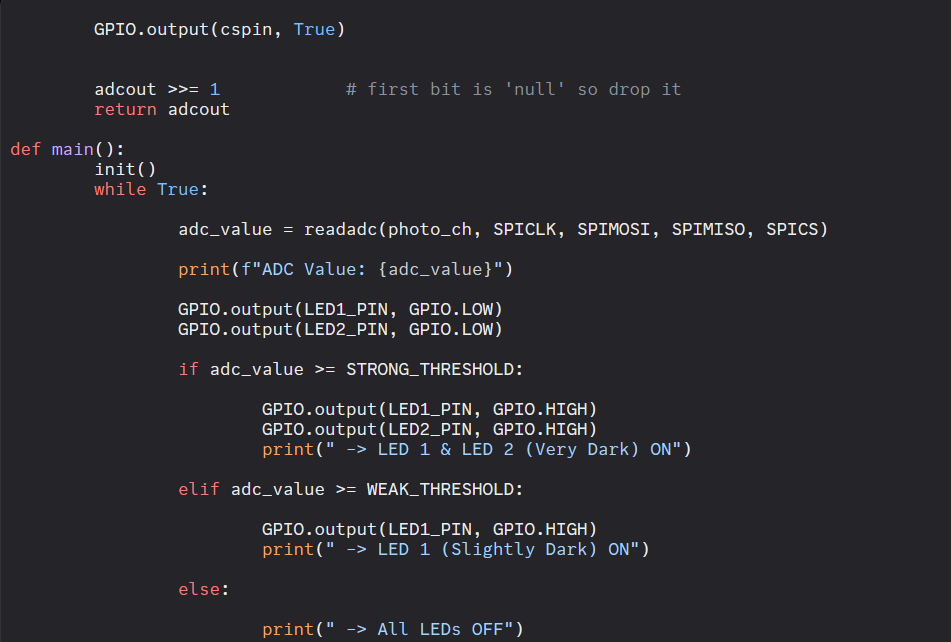 GPIO.output(cspin, True)
adcout >>= 1 # first bit is 'null' so drop it
return adcout
def main():
init()
while True:
adc_value = readadc(photo_ch, SPICLK, SPIMOSI, SPIMISO, SPICS)
print(f"ADC Value: {adc_value}")
GPIO.output(LED1_PIN, GPIO.LOW)
GPIO.output(LED2_PIN, GPIO.LOW)
if adc_value >= STRONG_THRESHOLD:
GPIO.output(LED1_PIN, GPIO.HIGH)
GPIO.output(LED2_PIN, GPIO.HIGH)
print(" -> LED 1 & LED 2 (Very Dark) ON")
elif adc_value >= WEAK_THRESHOLD:
GPIO.output(LED1_PIN, GPIO.HIGH)
print(" -> LED 1 (Slightly Dark) ON")
else:
print(" -> All LEDs OFF")